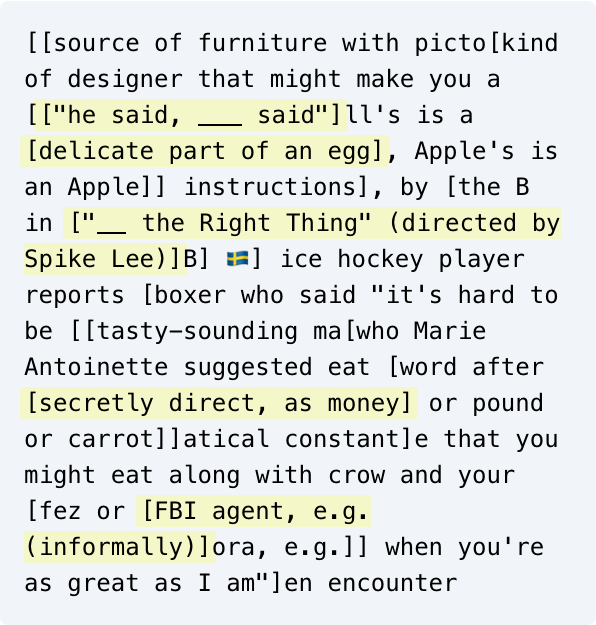 [[source of furniture with picto[kind
of designer that might make you a
[["he said, ___ said"]ll's is a
[delicate part of an egg], Apple's is
an Apple]] instructions], by [the B
in ["__ the Right Thing" (directed by
Spike Lee)]B] 🇸🇪] ice hockey player
reports [boxer who said "it's hard to
be [[tasty–sounding ma[who Marie
Antoinette suggested eat [word after
[secretly direct, as money] or pound
or carrot]]atical constant]e that you
might eat along with crow and your
[fez or [FBI agent, e.g.
(informally)]ora, e.g.]] when you're
as great as I am"]en encounter